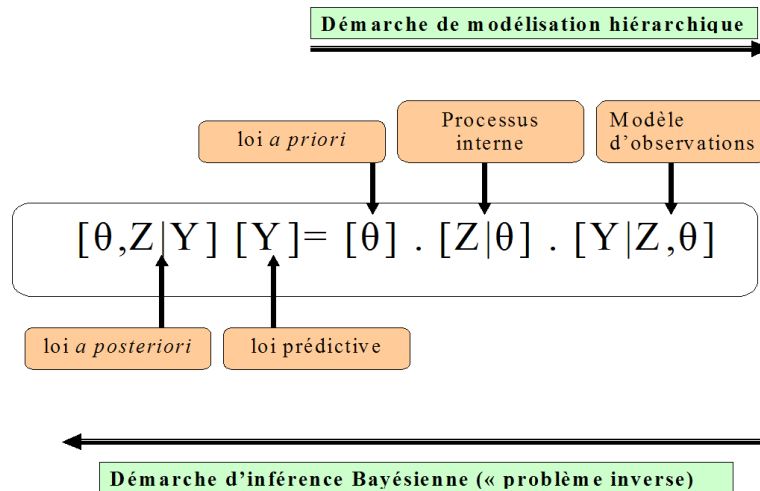 Démarche de modélisation hiérarchique
loi a priori
Processus
interne
Modèle
d'observations
[θ,Z|Y] [Y]= [θ] . [Z|θ] . [Y|Z,θ]
loi a posteriori
loi prédictive
Démarche d'inférence Bayésienne (« problème inverse)